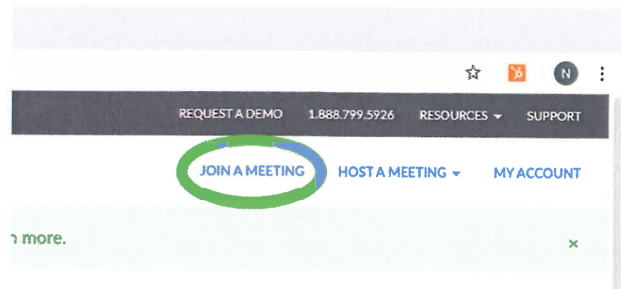 N
REQUEST A DEMO 1.888.799.5926 RESOURCES SUPPORT
JOIN A MEETING HOST A MEETING MY ACCOUNT
more. ×